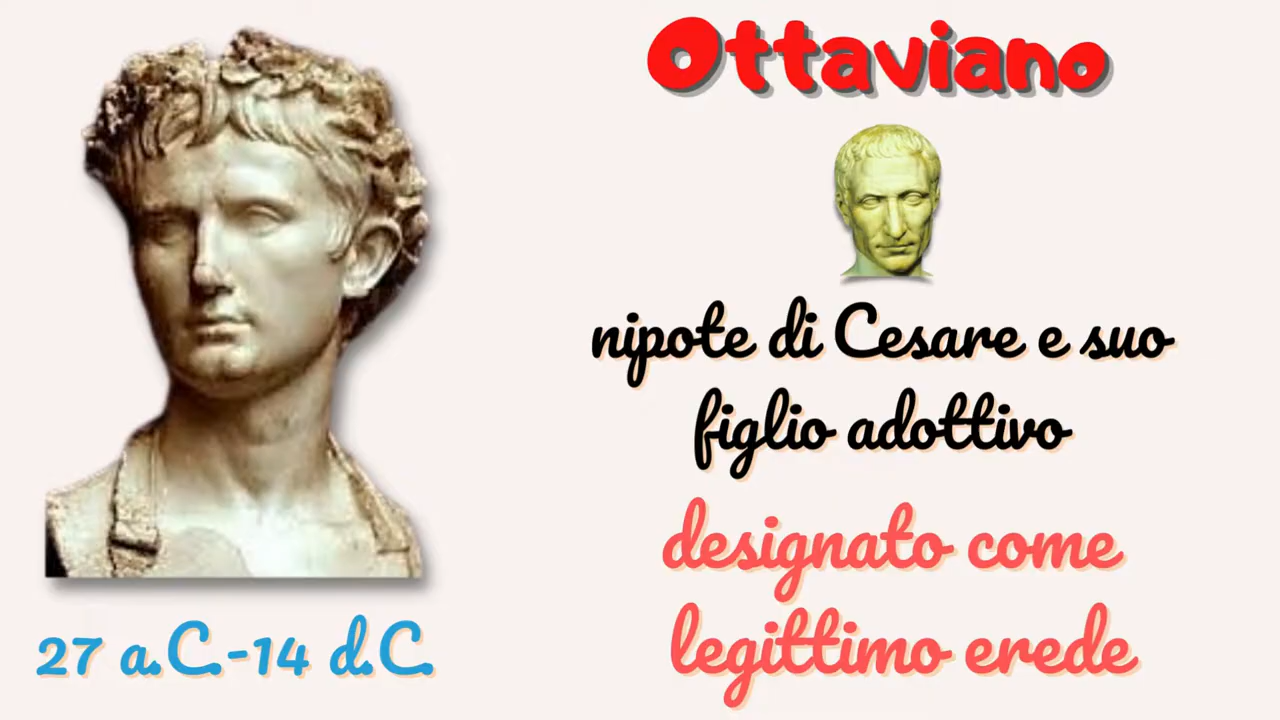 Ottaviano
nipote di Cesare e suo
figlio adottivo
designato come
legittimo erede
27 a.C.-14 d.C.